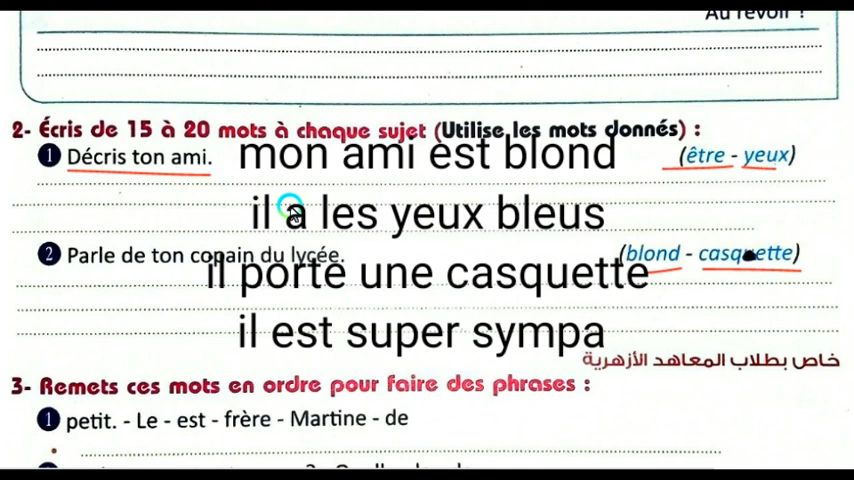 Au revoir !
2- Écris de 15 à 20 mots à chaque sujet (Utilise les mots donnés) :
1 Décris ton ami. (être - yeux)
mon ami est blond
il a les yeux bleus
2 Parle de ton copain du lycée. (blond - casquette)
il porte une casquette
il est super sympa
خاص بطلاب المعاهد الأزهرية
3- Remets ces mots en ordre pour faire des phrases :
1 petit. - Le - est - frère - Martine - de